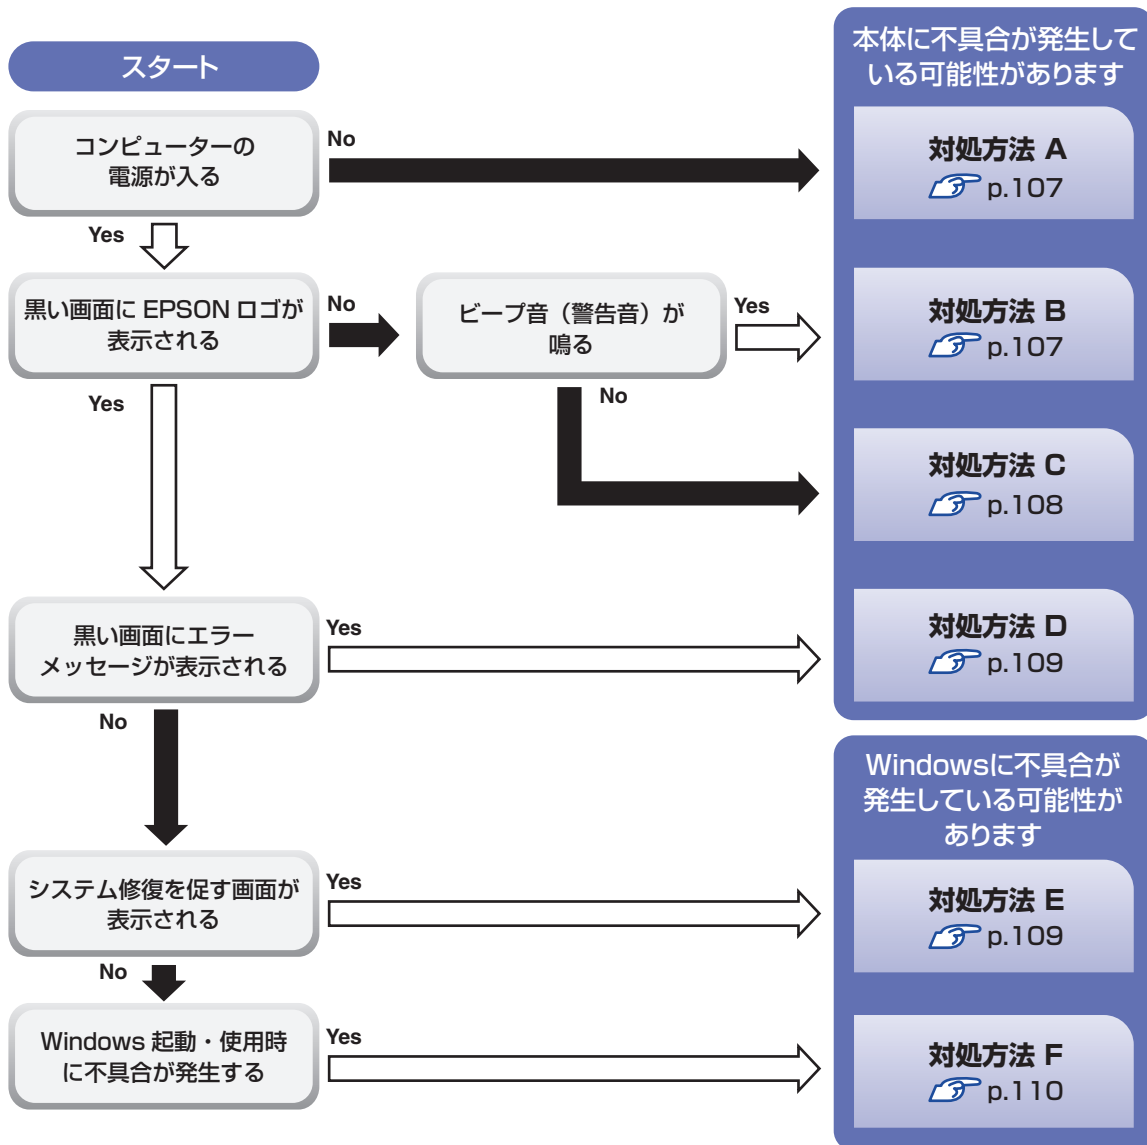 スタート
コンピューターの
電源が入る
No
Yes
黒い画面に EPSON ロゴが
表示される
No
Yes
ビープ音（警告音）が
鳴る
Yes
No
黒い画面にエラー
メッセージが表示される
Yes
No
システム修復を促す画面が
表示される
Yes
No
Windows 起動・使用時
に不具合が発生する
Yes
本体に不具合が発生して
いる可能性があります
対処方法 A
p.107
対処方法 B
p.107
対処方法 C
p.108
対処方法 D
p.109
Windowsに不具合が
発生している可能性が
あります
対処方法 E
p.109
対処方法 F
p.110